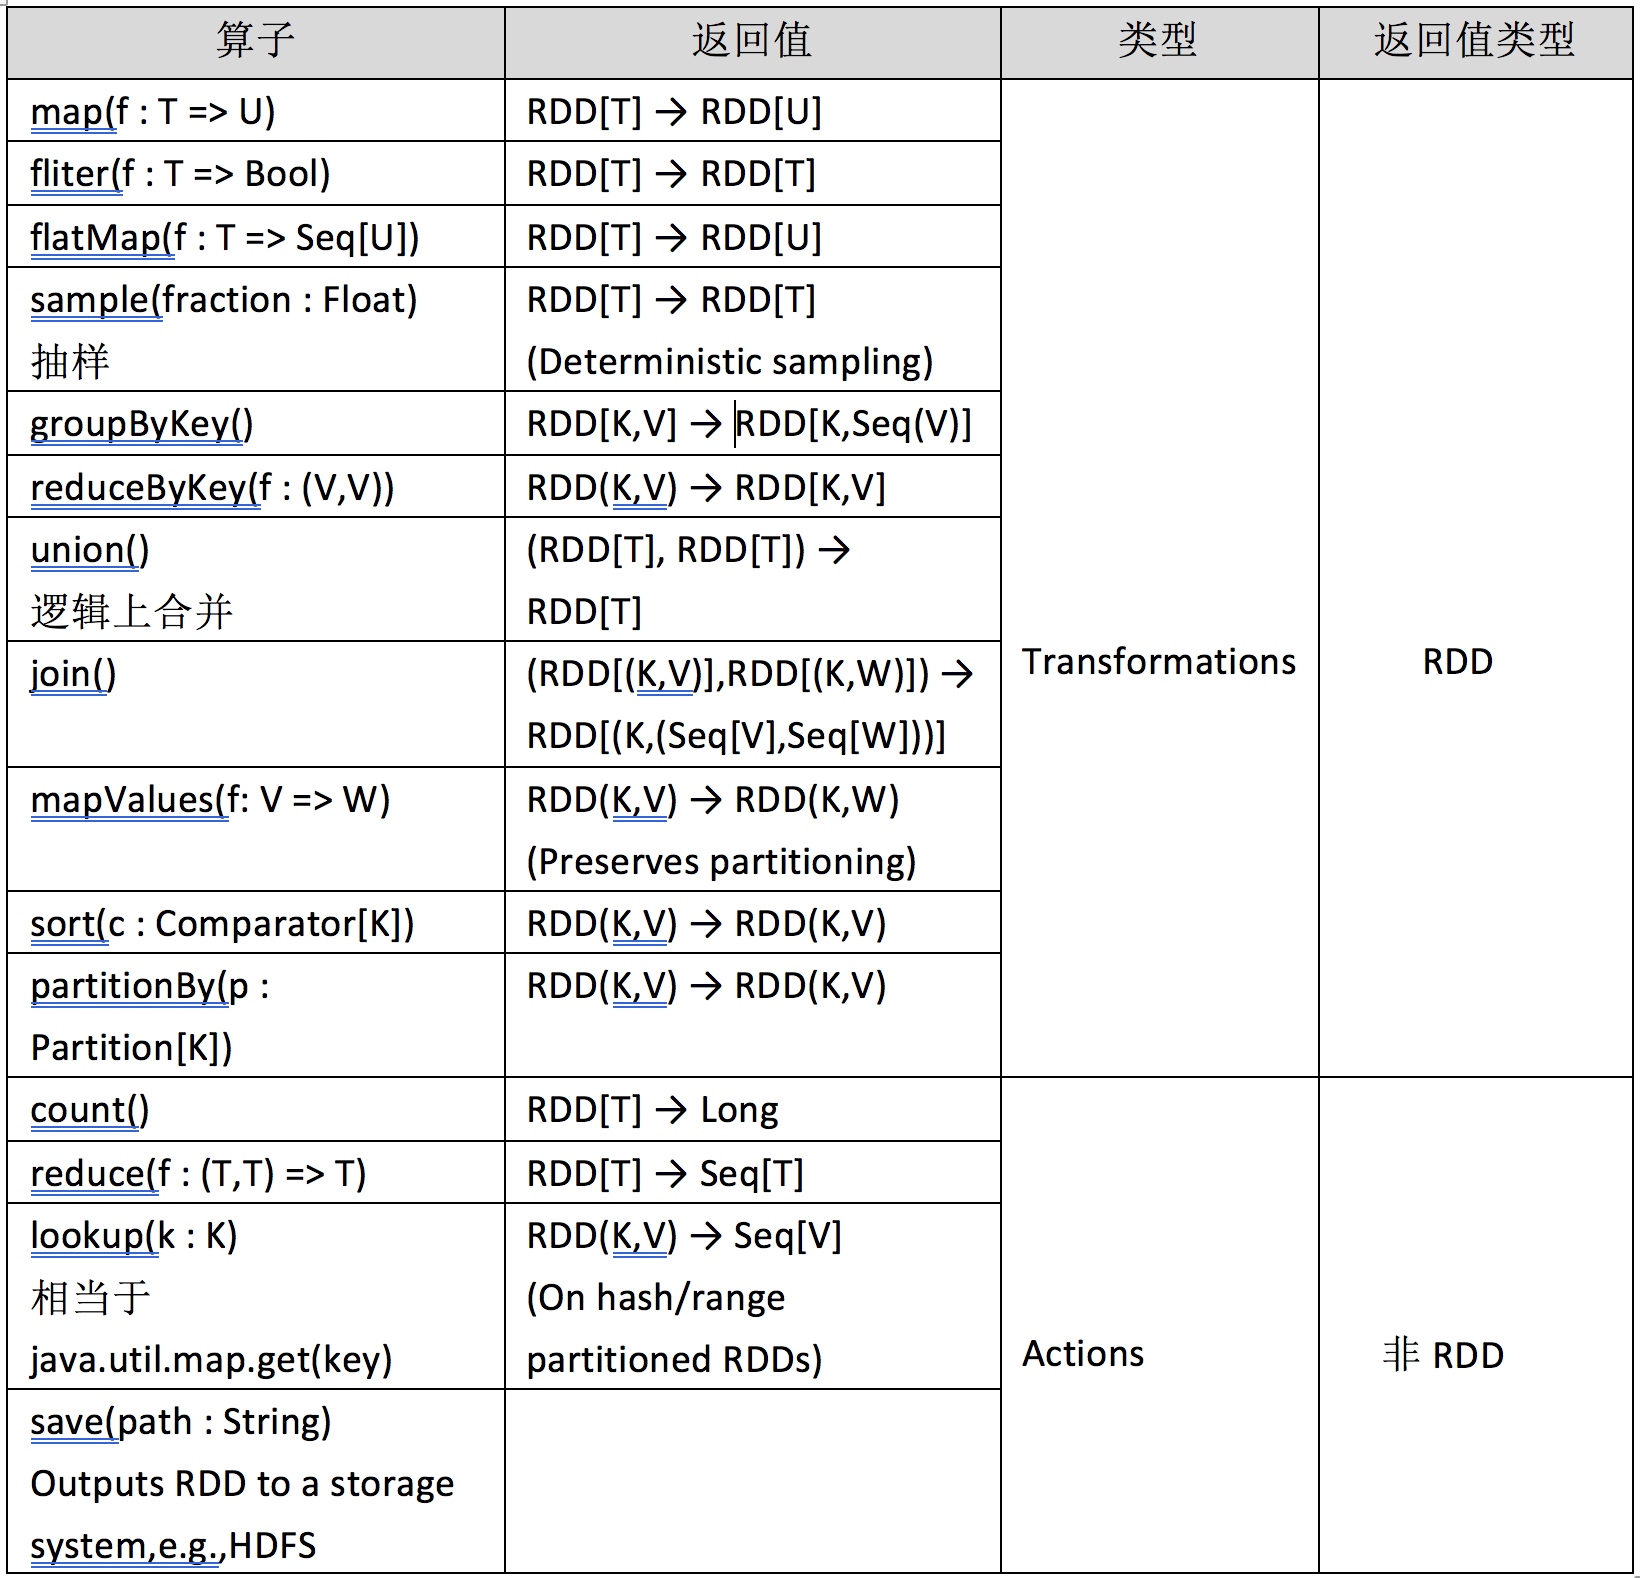 算子 返回值 类型 返回值类型
map(f : T => U) RDD[T] → RDD[U]
fliter(f : T => Bool) RDD[T] → RDD[T]
flatMap(f : T => Seq[U]) RDD[T] → RDD[U]
sample(fraction : Float) RDD[T] → RDD[T]
抽样 (Deterministic sampling)
groupByKey() RDD[K,V] → RDD[K,Seq(V)]
reduceByKey(f : (V,V)) RDD(K,V) → RDD[K,V]
union() (RDD[T], RDD[T]) →
逻辑上合并 RDD[T]
join() (RDD[(K,V)],RDD[(K,W)]) →
RDD[(K,(Seq[V],Seq[W]))]
Transformations RDD
mapValues(f: V => W) RDD(K,V) → RDD(K,W)
(Preserves partitioning)
sort(c : Comparator[K]) RDD(K,V) → RDD(K,V)
partitionBy(p : RDD(K,V) → RDD(K,V)
Partition[K])
count() RDD[T] → Long
reduce(f : (T,T) => T) RDD[T] → Seq[T]
lookup(k : K) RDD(K,V) → Seq[V]
相当于 (On hash/range
java.util.map.get(key) partitioned RDDs)
Actions 非 RDD
save(path : String)
Outputs RDD to a storage
system,e.g.,HDFS